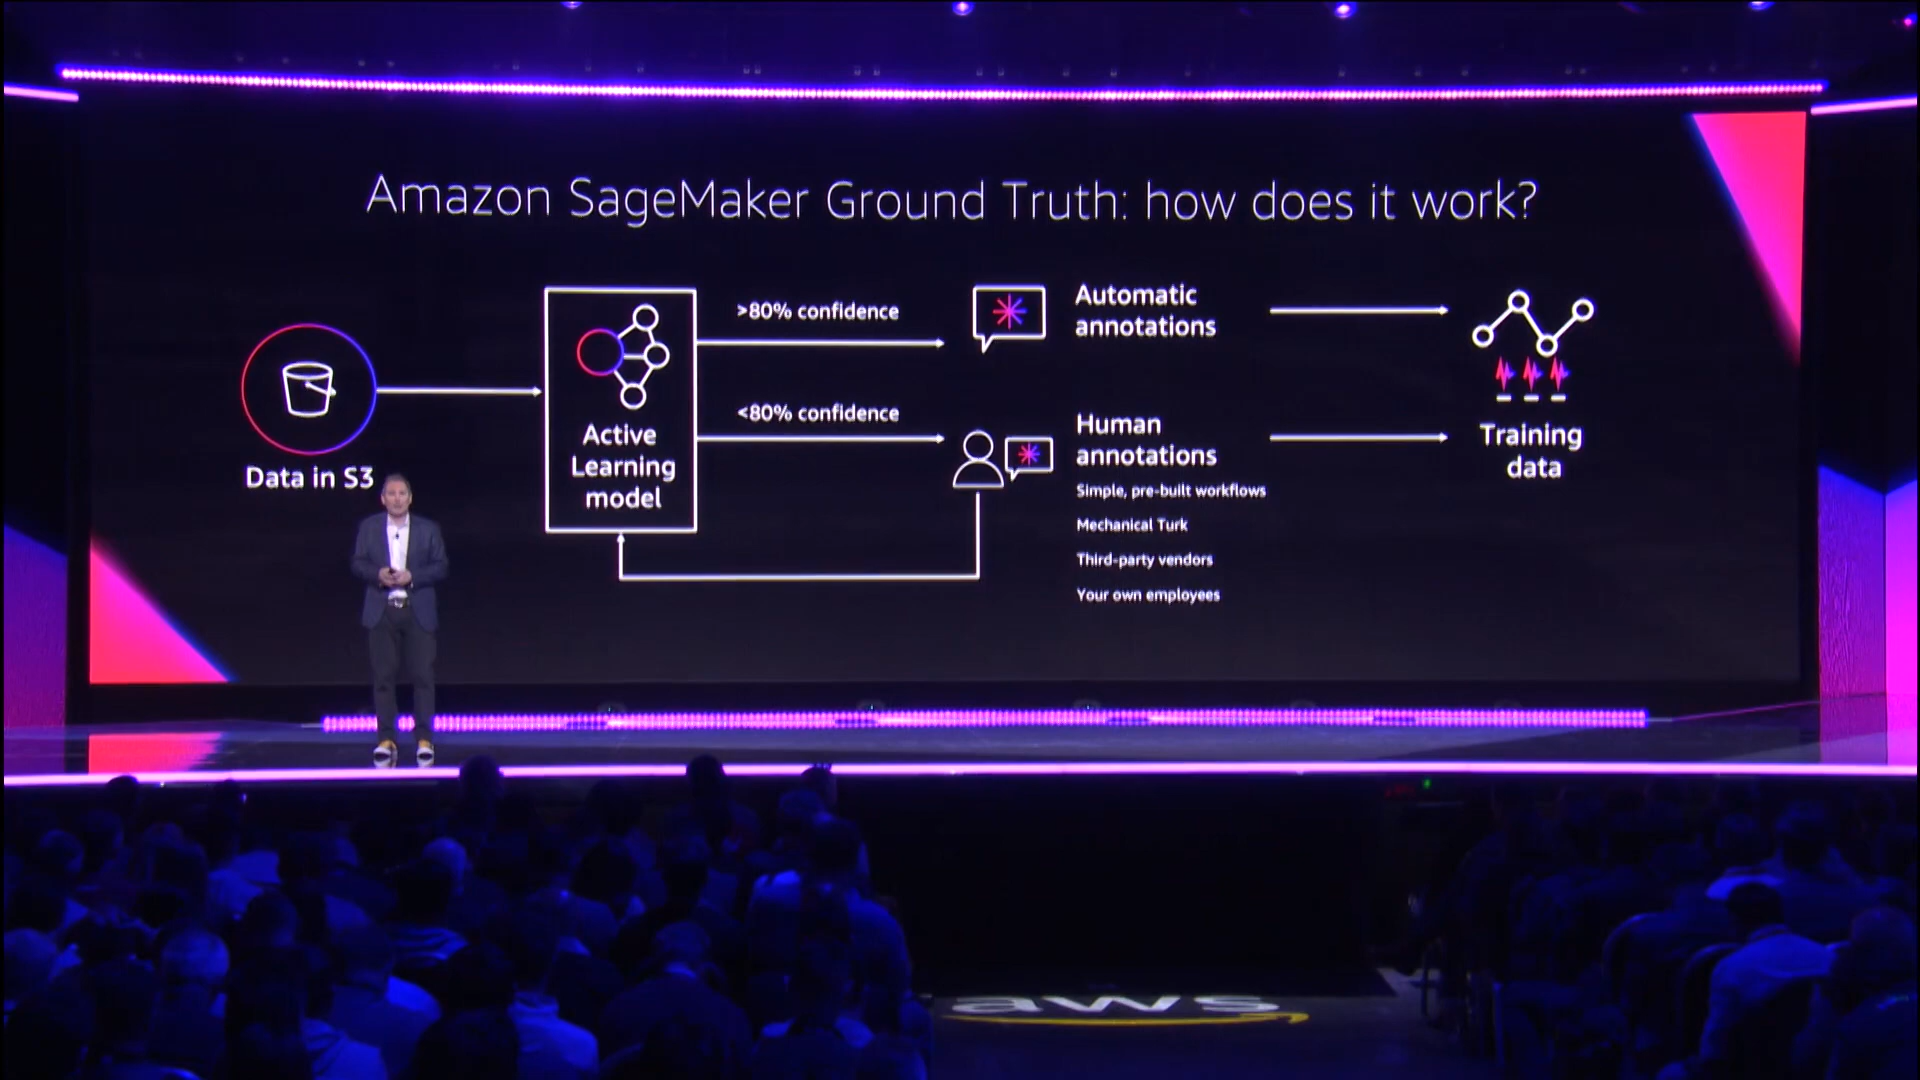 Amazon SageMaker Ground Truth: how does it work?
>80% confidence
Automatic
annotations
<80% confidence
Data in S3
Active
Learning
model
Human
annotations
Simple, pre-built workflows
Mechanical Turk
Third-party vendors
Your own employees
Training
data
aws